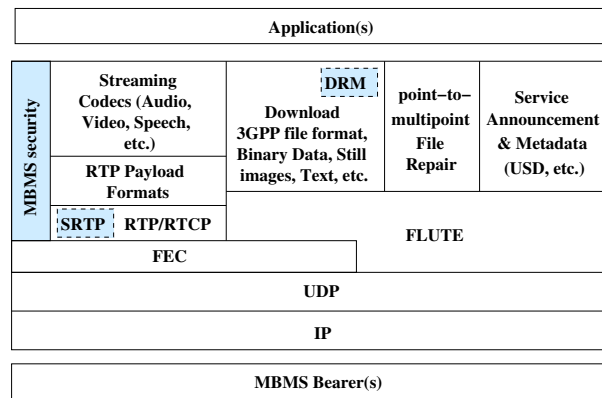 Application(s)
MBMS security
Streaming
Codecs (Audio,
Video, Speech,
etc.)
RTP Payload
Formats
SRTP RTP/RTCP
DRM
Download
3GPP file format,
Binary Data, Still
images, Text, etc.
point-to-
multipoint
File
Repair
Service
Announcement
& Metadata
(USD, etc.)
FLUTE
FEC
UDP
IP
MBMS Bearer(s)